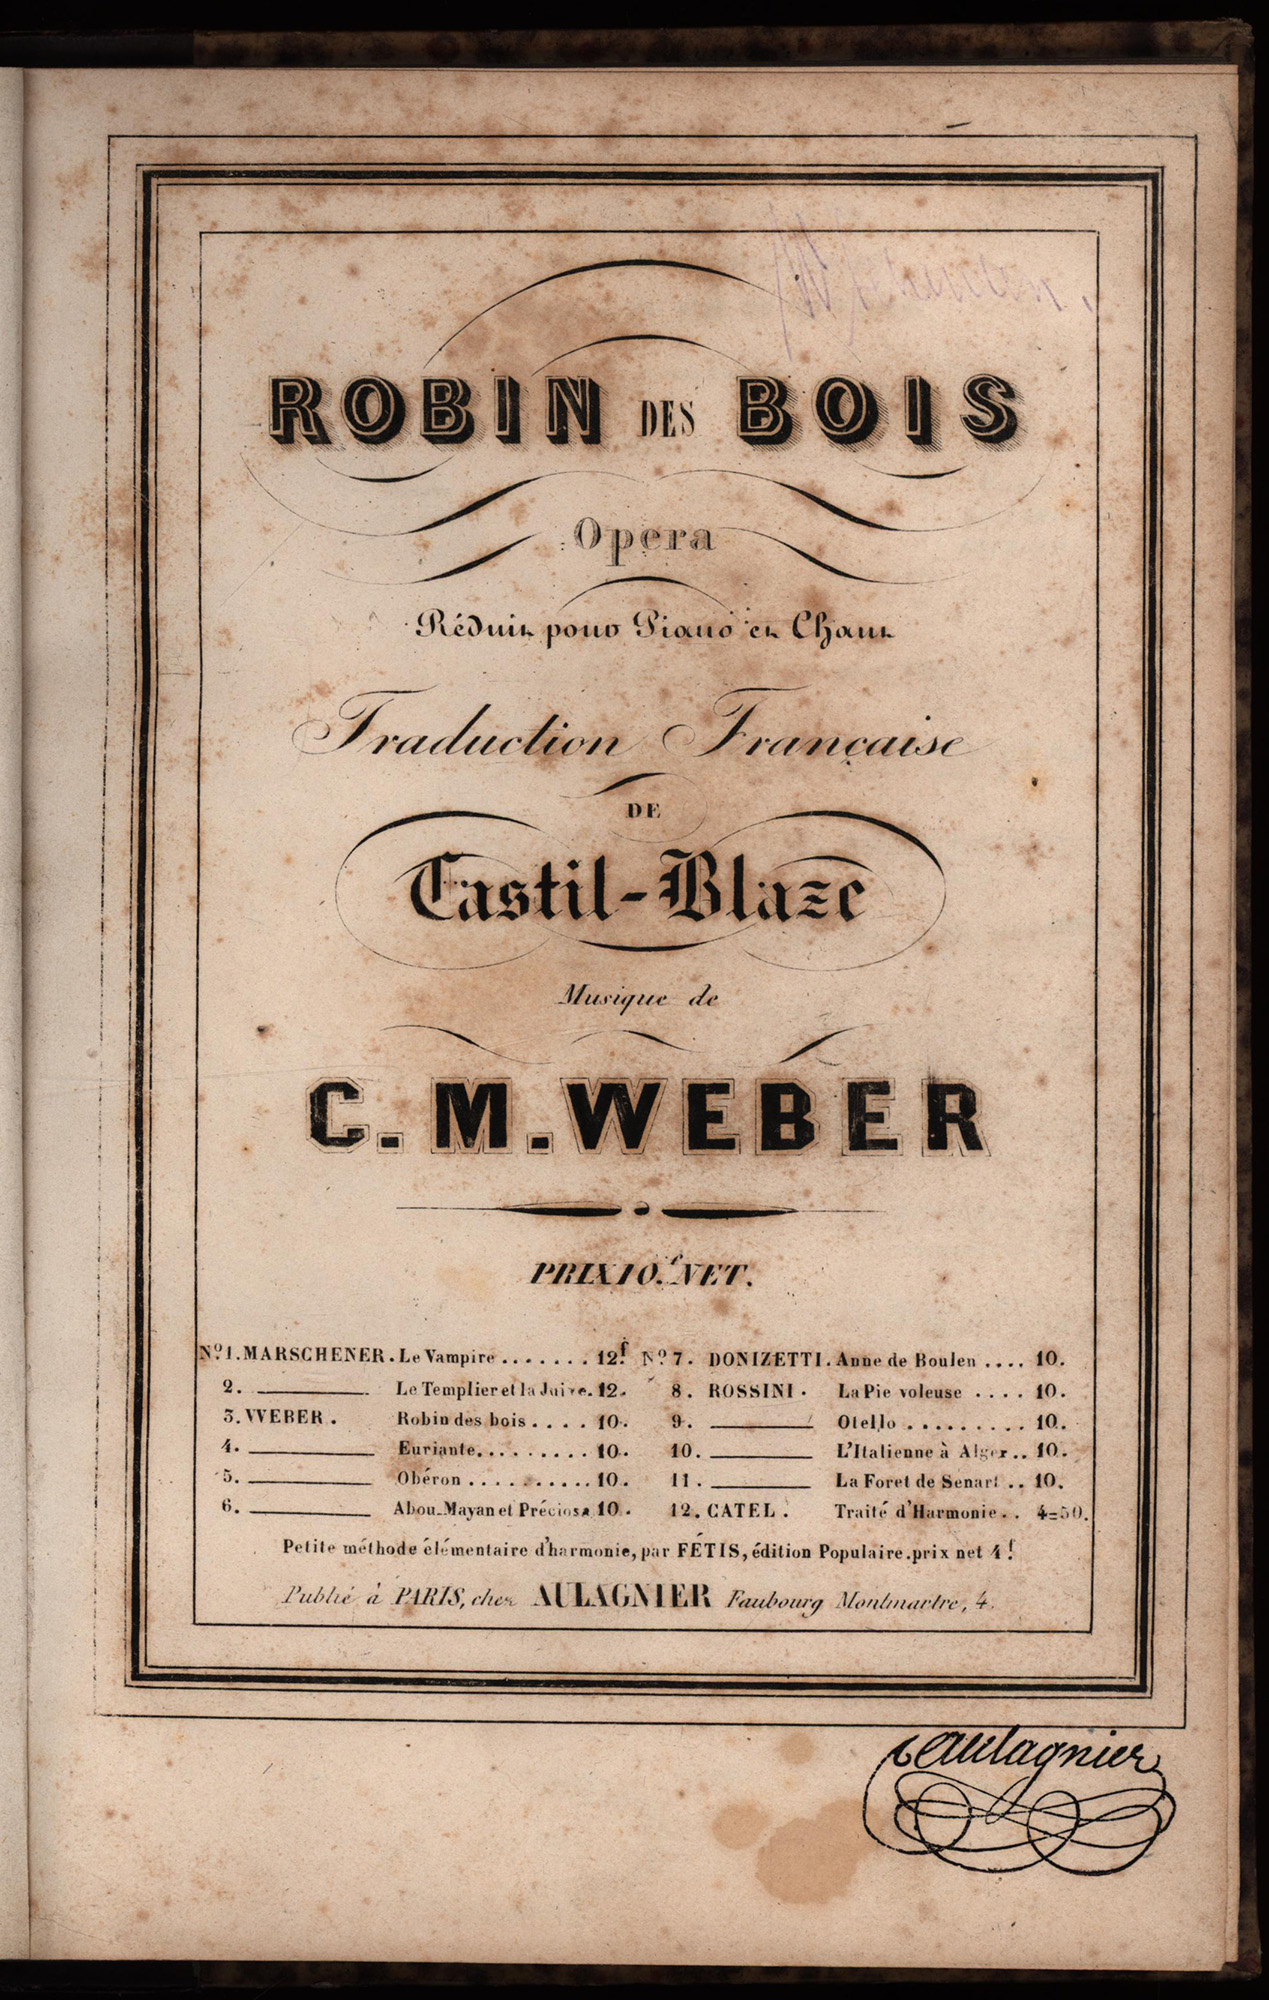 ROBIN DES BOIS
Opera
Réduit pour Piano et Chant
Traduction Française
DE
Castil-Blaze
Musique de
C. M. WEBER
PRIX 10.f NET.
No 1. MARSCHENER. Le Vampire ....... 12.f
2. ——— Le Templier et la Juive. 12.
3. WEBER. Robin des bois .... 10.
4. ——— Euriante......... 10.
5. ——— Obéron .......... 10.
6. ——— Abou-Mayan et Préciosa 10.
No 7. DONIZETTI. Anne de Boulen .... 10.
8. ROSSINI. La Pie voleuse .... 10.
9. ——— Otello ......... 10.
10. ——— L'Italienne à Alger.. 10.
11. ——— La Foret de Senart .. 10.
12. CATEL. Traité d'Harmonie.. 4=50.
Petite méthode élémentaire d'harmonie, par FÉTIS, édition Populaire. prix net 4.f
Publié à PARIS, chez AULAGNIER Faubourg Montmartre, 4.
aulagnier